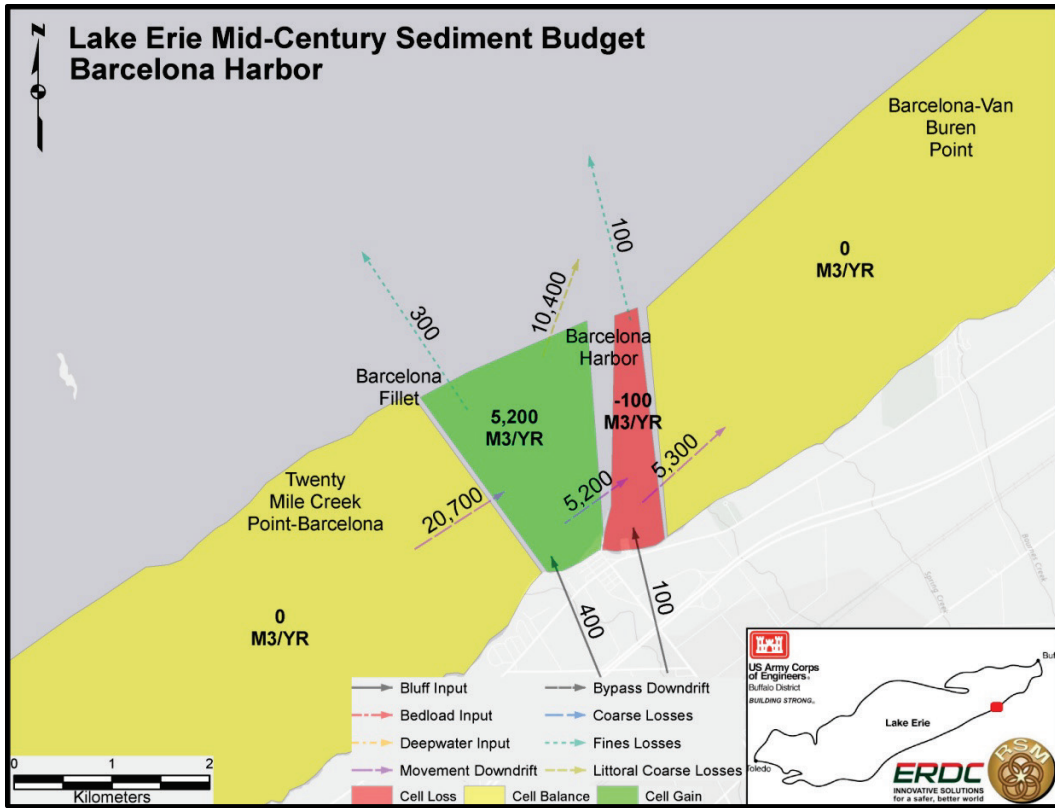 N
Lake Erie Mid-Century Sediment Budget
Barcelona Harbor
Barcelona-Van
Buren
Point
0
M3/YR
100
10,400
300
Barcelona
Harbor
Barcelona
Fillet
5,200
M3/YR
-100
M3/YR
5,300
5,200
20,700
Twenty
Mile Creek
Point-Barcelona
0
M3/YR
400
100
Spring Creek
Bluff Input
Bedload Input
Deepwater Input
Movement Downdrift
Bypass Downdrift
Coarse Losses
Fines Losses
Littoral Coarse Losses
Cell Loss
Cell Balance
Cell Gain
0 1 2
Kilometers
US Army Corps
of Engineers®
Buffalo District
BUILDING STRONG®
Lake Erie
Buff
Toledo
ERDC
INNOVATIVE SOLUTIONS
for a safer, better world
RSM